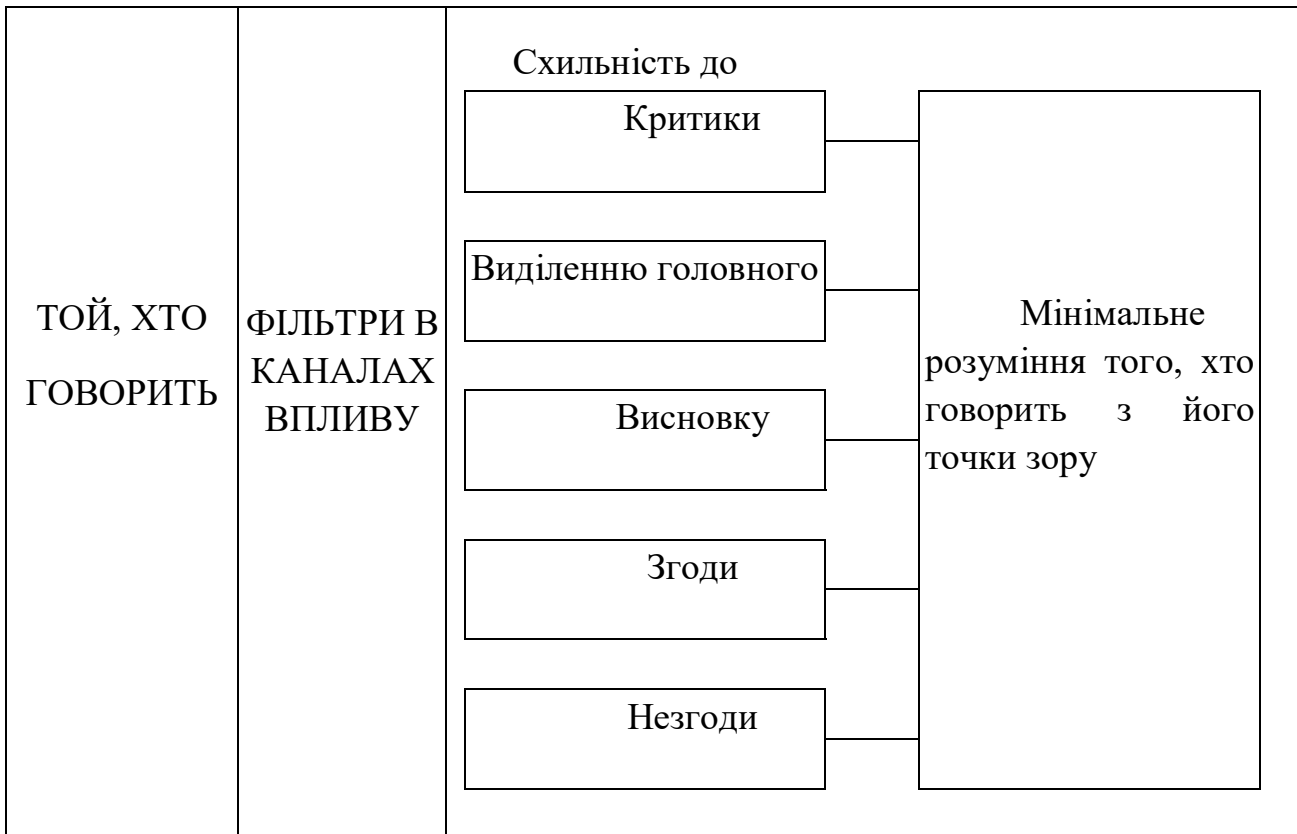 ТОЙ, ХТО
ГОВОРИТЬ
ФІЛЬТРИ В
КАНАЛАХ
ВПЛИВУ
Схильність до
Критики
Виділенню головного
Висновку
Згоди
Незгоди
Мінімальне
розуміння того, хто
говорить з його
точки зору